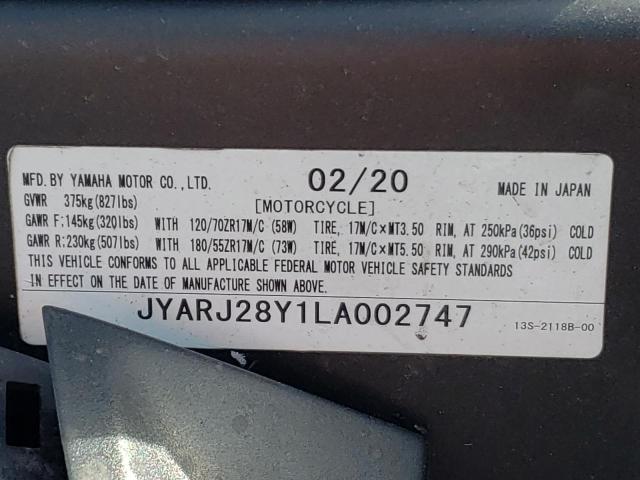 MFD. BY YAMAHA MOTOR CO., LTD. 02/20 MADE IN JAPAN
GVWR 375kg(827lbs) [MOTORCYCLE]
GAWR F:145kg(320lbs) WITH 120/70ZR17M/C (58W) TIRE, 17M/C×MT3.50 RIM, AT 250kPa(36psi) COLD
GAWR R:230kg(507lbs) WITH 180/55ZR17M/C (73W) TIRE, 17M/C×MT5.50 RIM, AT 290kPa(42psi) COLD
THIS VEHICLE CONFORMS TO ALL APPLICABLE FEDERAL MOTOR VEHICLE SAFETY STANDARDS
IN EFFECT ON THE DATE OF MANUFACTURE SHOWN ABOVE.
JYARJ28Y1LA002747 13S-2118B-00